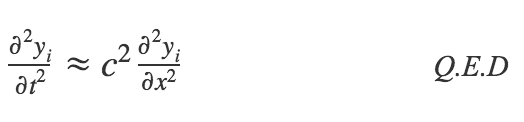 ∂²yᵢ/∂t² ≈ c² ∂²yᵢ/∂x² Q.E.D